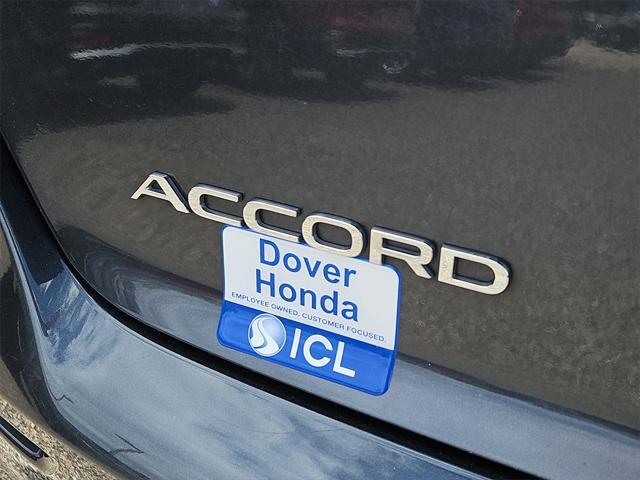 ACCORD
Dover
Honda
EMPLOYEE OWNED. CUSTOMER FOCUSED.
ICL